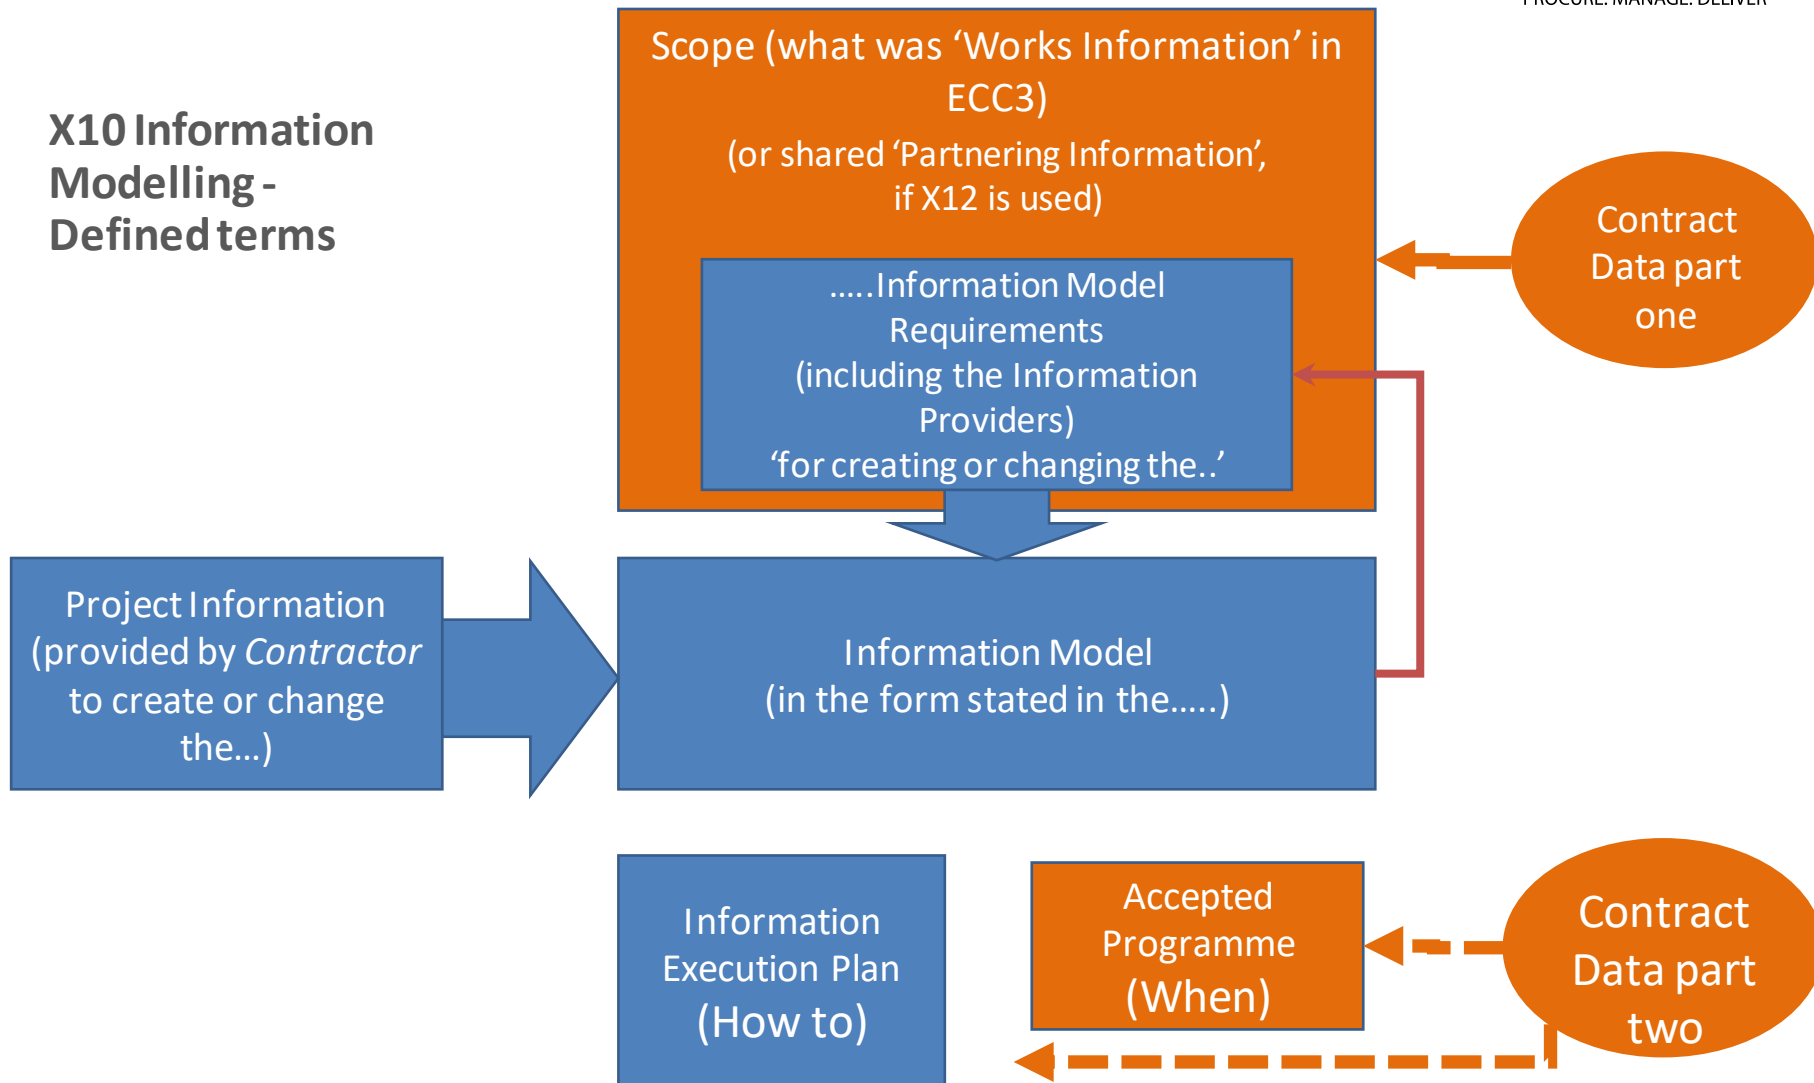 PROCURE. MANAGE. DELIVER
X10 Information
Modelling -
Defined terms
Scope (what was ‘Works Information’ in
ECC3)
(or shared ‘Partnering Information’,
if X12 is used)
…..Information Model
Requirements
(including the Information
Providers)
‘for creating or changing the..’
Contract
Data part
one
Project Information
(provided by Contractor
to create or change
the…)
Information Model
(in the form stated in the…..)
Information
Execution Plan
(How to)
Accepted
Programme
(When)
Contract
Data part
two